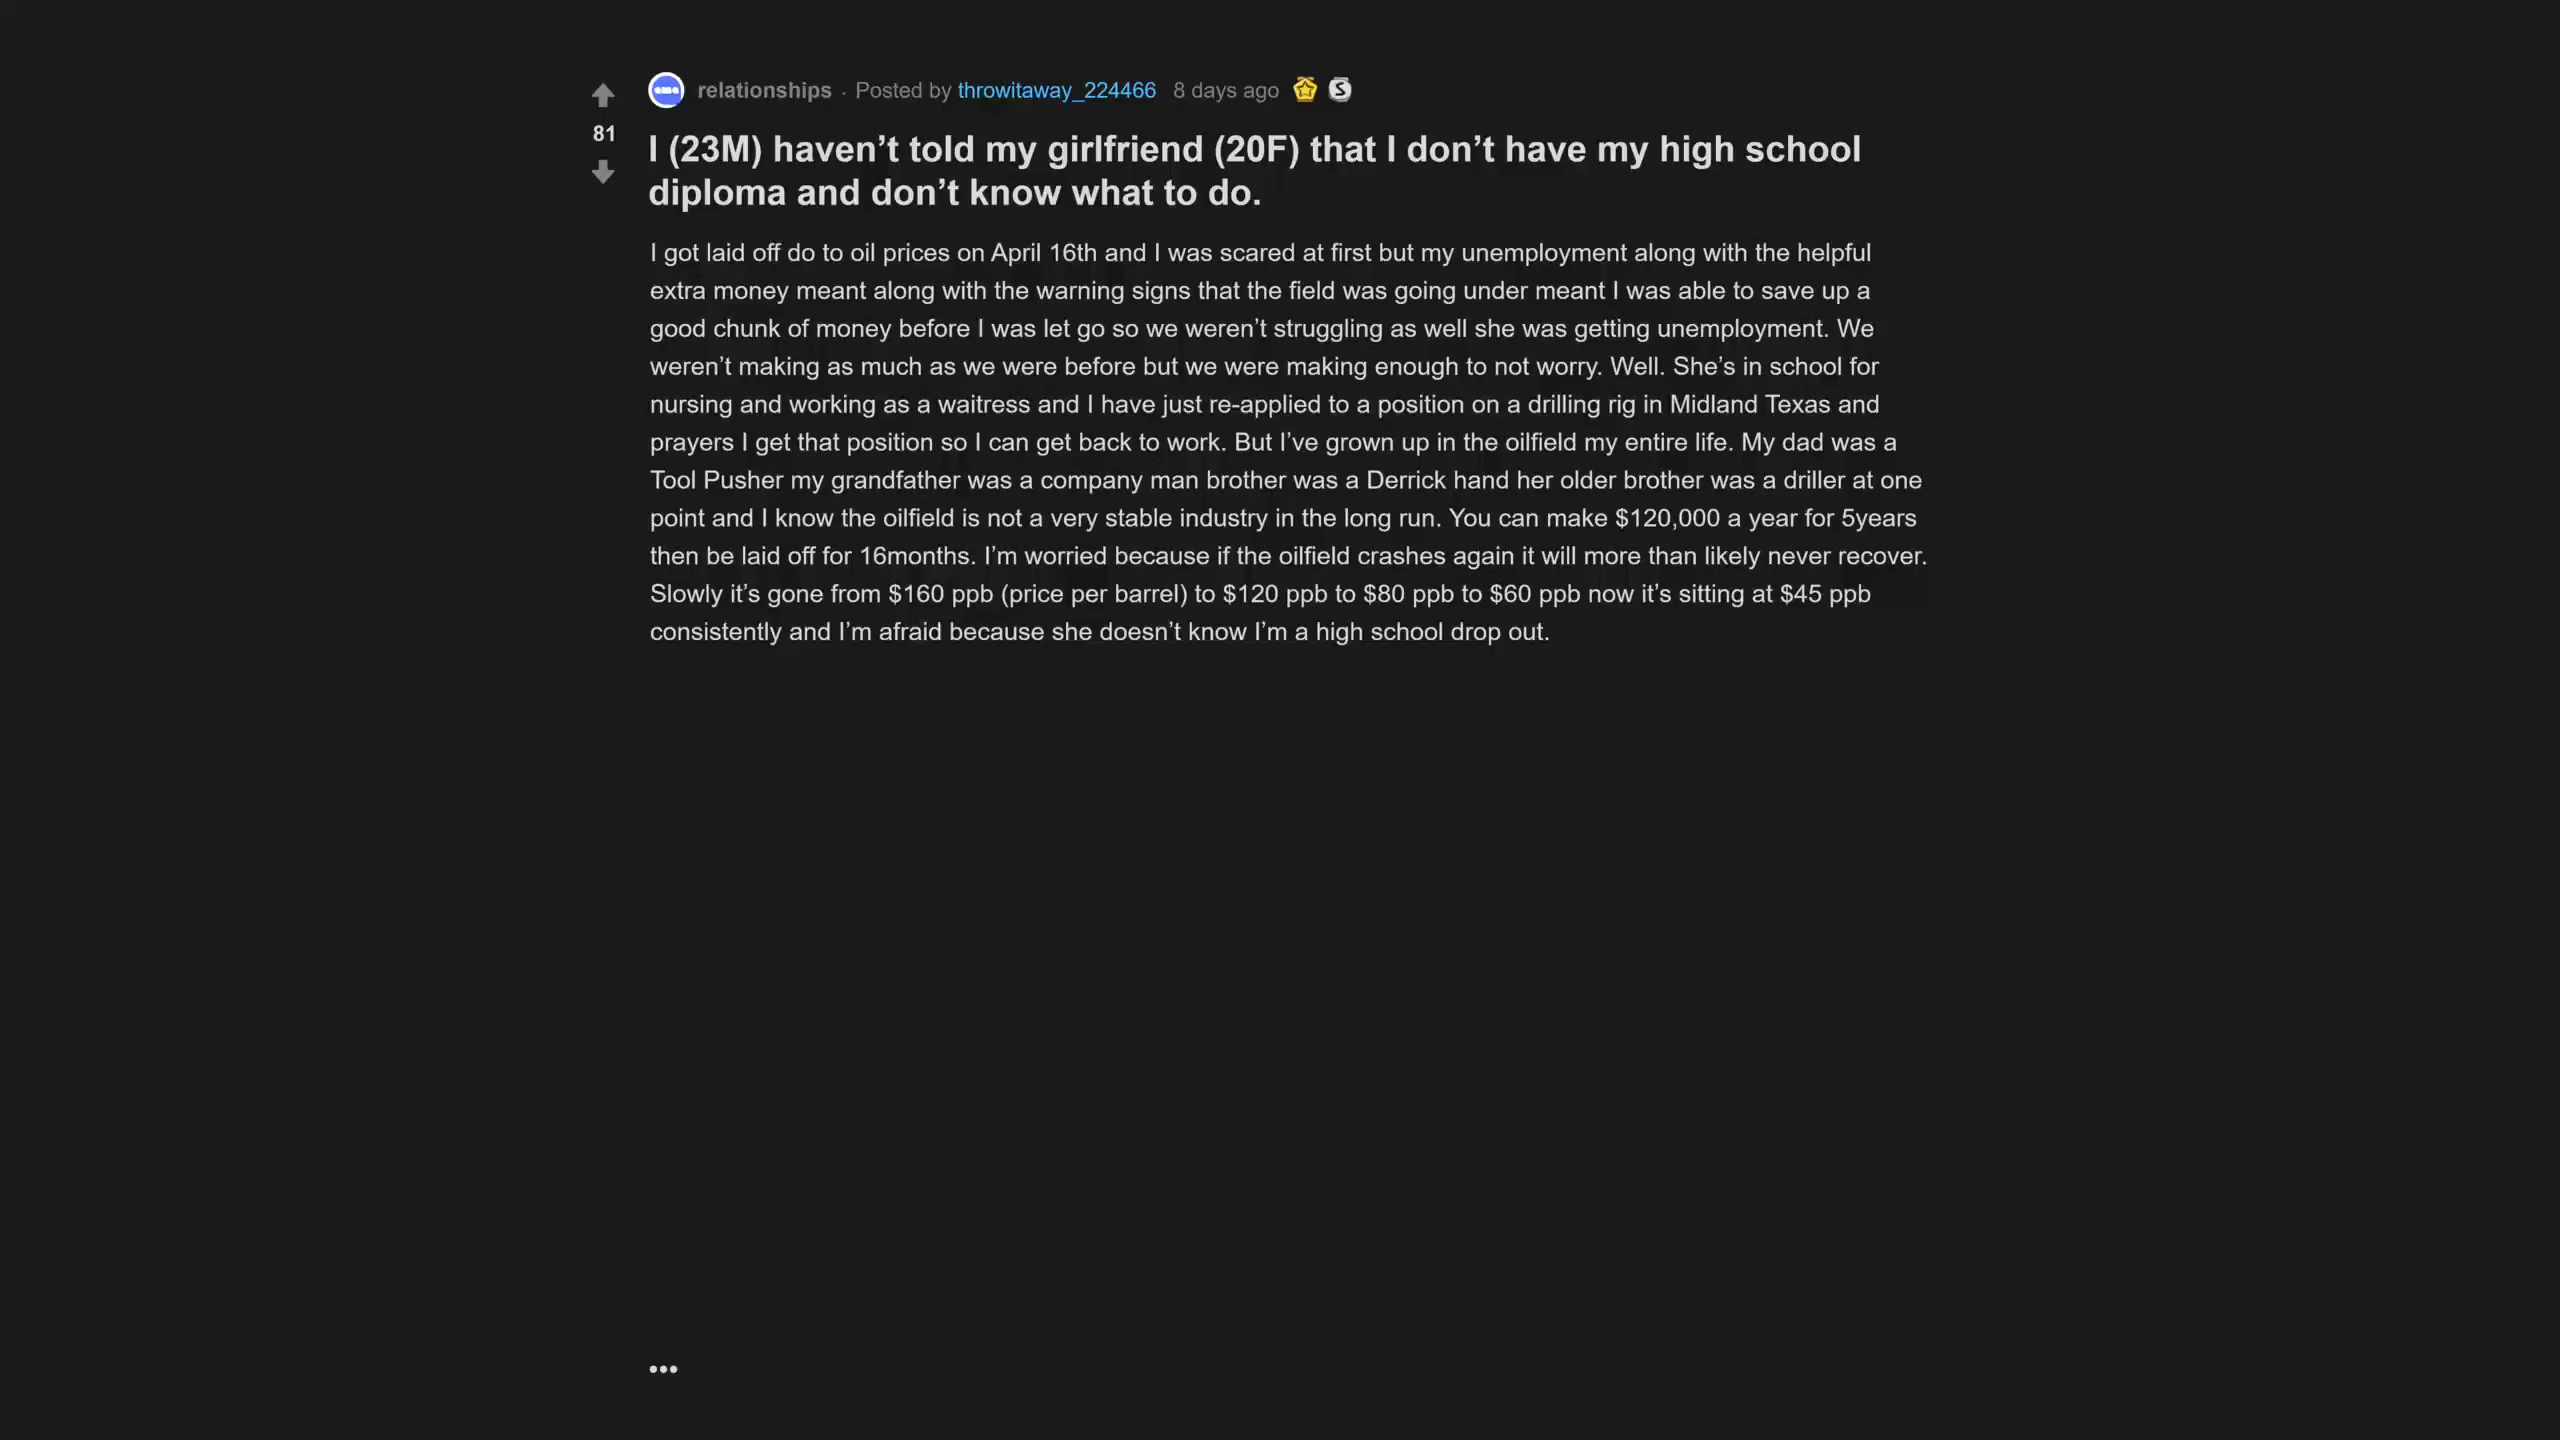 relationships · Posted by throwitaway_224466 8 days ago
81
I (23M) haven’t told my girlfriend (20F) that I don’t have my high school
diploma and don’t know what to do.
I got laid off do to oil prices on April 16th and I was scared at first but my unemployment along with the helpful
extra money meant along with the warning signs that the field was going under meant I was able to save up a
good chunk of money before I was let go so we weren’t struggling as well she was getting unemployment. We
weren’t making as much as we were before but we were making enough to not worry. Well. She’s in school for
nursing and working as a waitress and I have just re-applied to a position on a drilling rig in Midland Texas and
prayers I get that position so I can get back to work. But I’ve grown up in the oilfield my entire life. My dad was a
Tool Pusher my grandfather was a company man brother was a Derrick hand her older brother was a driller at one
point and I know the oilfield is not a very stable industry in the long run. You can make $120,000 a year for 5years
then be laid off for 16months. I’m worried because if the oilfield crashes again it will more than likely never recover.
Slowly it’s gone from $160 ppb (price per barrel) to $120 ppb to $80 ppb to $60 ppb now it’s sitting at $45 ppb
consistently and I’m afraid because she doesn’t know I’m a high school drop out.